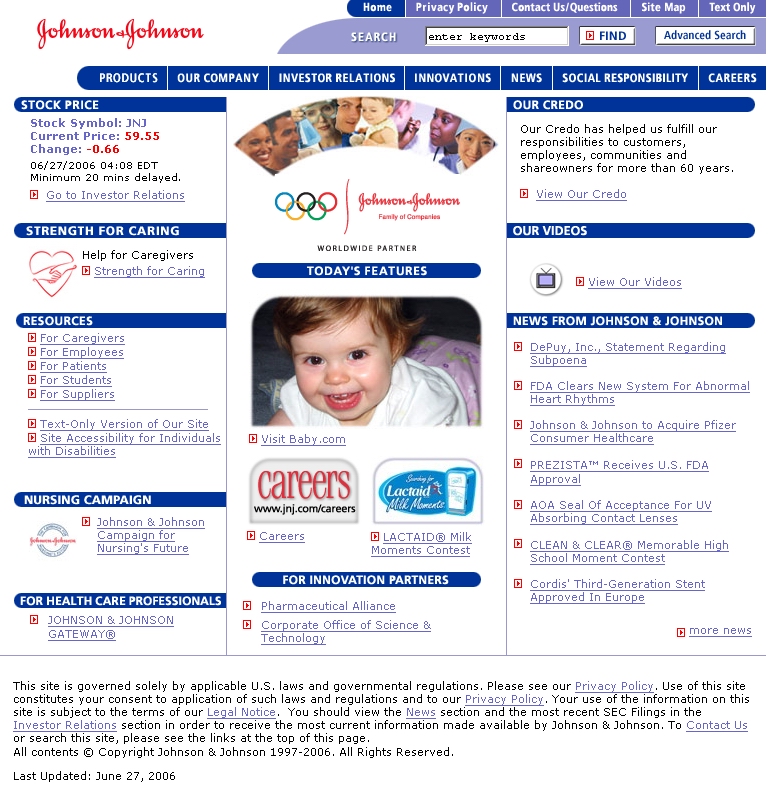 Home
Privacy Policy
Contact Us/Questions
Site Map
Text Only
Johnson & Johnson
SEARCH
enter keywords
FIND
Advanced Search
PRODUCTS
OUR COMPANY
INVESTOR RELATIONS
INNOVATIONS
NEWS
SOCIAL RESPONSIBILITY
CAREERS
STOCK PRICE
Stock Symbol: JNJ
Current Price: 59.55
Change: -0.66
06/27/2006 04:08 EDT
Minimum 20 mins delayed.
Go to Investor Relations
STRENGTH FOR CARING
Help for Caregivers
Strength for Caring
RESOURCES
For Caregivers
For Employees
For Patients
For Students
For Suppliers
Text-Only Version of Our Site
Site Accessibility for Individuals
with Disabilities
NURSING CAMPAIGN
Johnson & Johnson
Johnson & Johnson
Campaign for
Nursing's Future
FOR HEALTH CARE PROFESSIONALS
JOHNSON & JOHNSON
GATEWAY®
Johnson & Johnson
Family of Companies
WORLDWIDE PARTNER
TODAY'S FEATURES
Visit Baby.com
careers
www.jnj.com/careers
Careers
Searching for
Lactaid
Milk Moments
LACTAID® Milk
Moments Contest
FOR INNOVATION PARTNERS
Pharmaceutical Alliance
Corporate Office of Science &
Technology
OUR CREDO
Our Credo has helped us fulfill our
responsibilities to customers,
employees, communities and
shareowners for more than 60 years.
View Our Credo
OUR VIDEOS
View Our Videos
NEWS FROM JOHNSON & JOHNSON
DePuy, Inc., Statement Regarding
Subpoena
FDA Clears New System For Abnormal
Heart Rhythms
Johnson & Johnson to Acquire Pfizer
Consumer Healthcare
PREZISTA™ Receives U.S. FDA
Approval
AOA Seal Of Acceptance For UV
Absorbing Contact Lenses
CLEAN & CLEAR® Memorable High
School Moment Contest
Cordis' Third-Generation Stent
Approved In Europe
more news
This site is governed solely by applicable U.S. laws and governmental regulations. Please see our Privacy Policy. Use of this site
constitutes your consent to application of such laws and regulations and to our Privacy Policy. Your use of the information on this
site is subject to the terms of our Legal Notice. You should view the News section and the most recent SEC Filings in the
Investor Relations section in order to receive the most current information made available by Johnson & Johnson. To Contact Us
or search this site, please see the links at the top of this page.
All contents © Copyright Johnson & Johnson 1997-2006. All Rights Reserved.
Last Updated: June 27, 2006